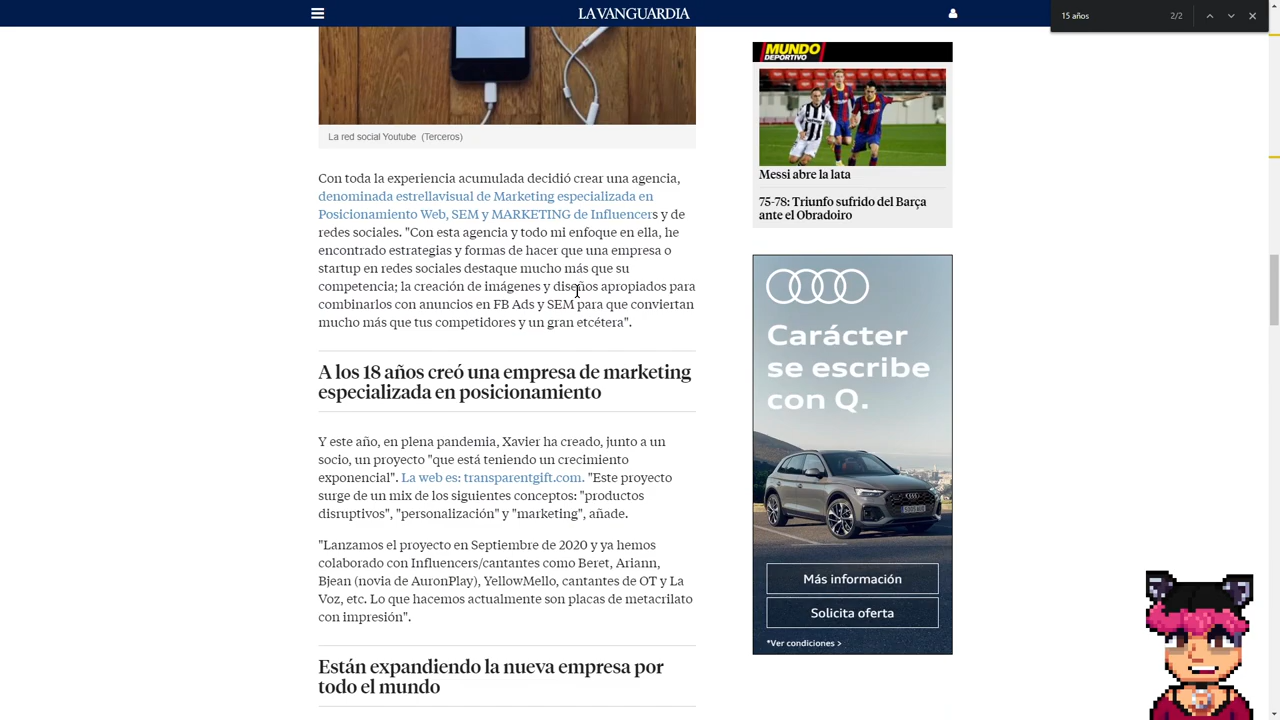 LAVANGUARDIA
15 años
2/2
La red social Youtube (Terceros)
Con toda la experiencia acumulada decidió crear una agencia,
denominada estrellavisual de Marketing especializada en
Posicionamiento Web, SEM y MARKETING de Influencers y de
redes sociales. "Con esta agencia y todo mi enfoque en ella, he
encontrado estrategias y formas de hacer que una empresa o
startup en redes sociales destaque mucho más que su
competencia; la creación de imágenes y diseños apropiados para
combinarlos con anuncios en FB Ads y SEM para que conviertan
mucho más que tus competidores y un gran etcétera".
A los 18 años creó una empresa de marketing
especializada en posicionamiento
Y este año, en plena pandemia, Xavier ha creado, junto a un
socio, un proyecto "que está teniendo un crecimiento
exponencial". La web es: transparentgift.com. "Este proyecto
surge de un mix de los siguientes conceptos: "productos
disruptivos", "personalización" y "marketing", añade.
"Lanzamos el proyecto en Septiembre de 2020 y ya hemos
colaborado con Influencers/cantantes como Beret, Ariann,
Bjean (novia de AuronPlay), YellowMello, cantantes de OT y La
Voz, etc. Lo que hacemos actualmente son placas de metacrilato
con impresión".
Están expandiendo la nueva empresa por
todo el mundo
MUNDO
DEPORTIVO
Messi abre la lata
75-78: Triunfo sufrido del Barça
ante el Obradoiro
Carácter
se escribe
con Q.
Más información
Solicita oferta
*Ver condiciones >